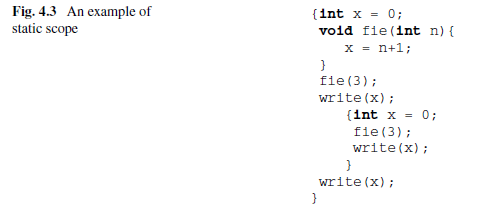 Fig. 4.3 An example of
static scope
{int x = 0;
void fie(int n){
x = n+1;
}
fie(3);
write(x);
{int x = 0;
fie(3);
write(x);
}
write(x);
}